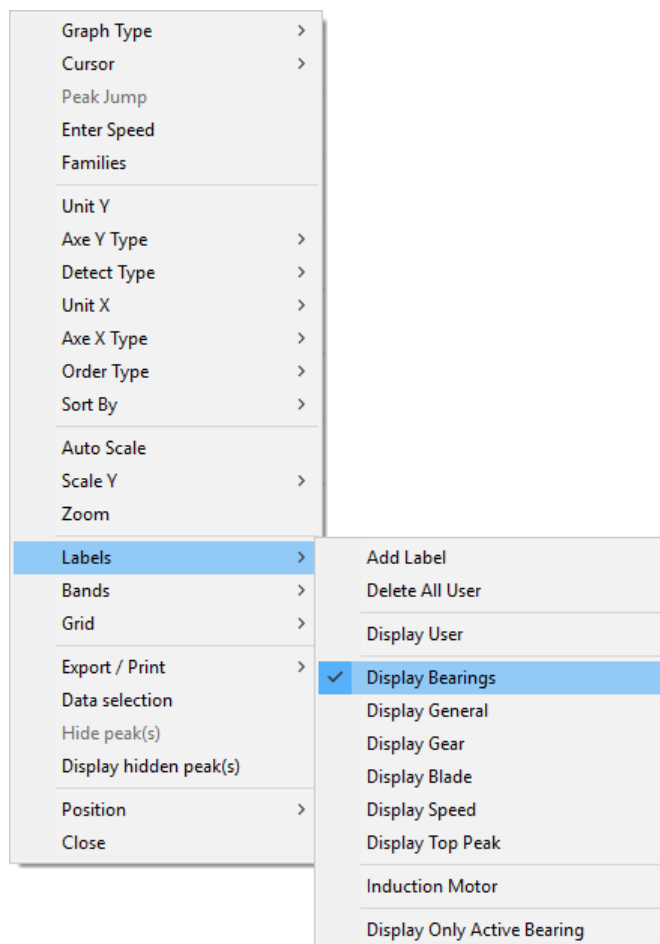 Graph Type
Cursor
Peak Jump
Enter Speed
Families
Unit Y
Axe Y Type
Detect Type
Unit X
Axe X Type
Order Type
Sort By
Auto Scale
Scale Y
Zoom
Labels
Bands
Grid
Export / Print
Data selection
Hide peak(s)
Display hidden peak(s)
Position
Close
Add Label
Delete All User
Display User
Display Bearings
Display General
Display Gear
Display Blade
Display Speed
Display Top Peak
Induction Motor
Display Only Active Bearing